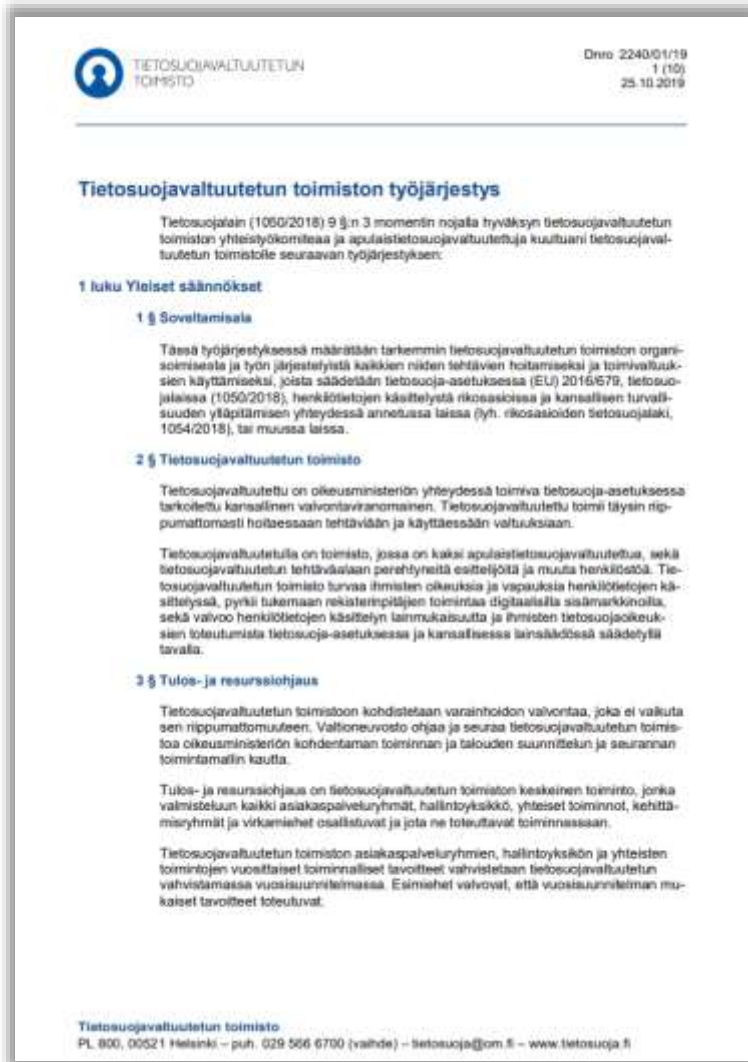 TIETOSUOJAVALTUUTETUN
TOIMISTO
Dnro 2240/01/19
1 (10)
25.10.2019
Tietosuojavaltuutetun toimiston työjärjestys
Tietosuojalain (1050/2018) 9 §:n 3 momentin nojalla hyväksyn tietosuojavaltuutetun
toimiston yhteistyökomiteaa ja apulaistietosuojavaltuutettuja kuultuani tietosuojaval-
tuutetun toimistolle seuraavan työjärjestyksen:
1 luku Yleiset säännökset
1 § Soveltamisala
Tässä työjärjestyksessä määrätään tarkemmin tietosuojavaltuutetun toimiston organi-
soimisesta ja työn järjestelyistä kaikkien niiden tehtävien hoitamiseksi ja toimivaltuuk-
sien käyttämiseksi, joista säädetään tietosuoja-asetuksessa (EU) 2016/679, tietosuo-
jalaissa (1050/2018), henkilötietojen käsittelystä rikosasioissa ja kansallisen turvalli-
suuden ylläpitämisen yhteydessä annetussa laissa (lyh. rikosasioiden tietosuojalaki,
1054/2018), tai muussa laissa.
2 § Tietosuojavaltuutetun toimisto
Tietosuojavaltuutettu on oikeusministeriön yhteydessä toimiva tietosuoja-asetuksessa
tarkoitettu kansallinen valvontaviranomainen. Tietosuojavaltuutettu toimii täysin riip-
pumattomasti hoitaessaan tehtäviään ja käyttäessään valtuuksiaan.
Tietosuojavaltuutetulla on toimisto, jossa on kaksi apulaistietosuojavaltuutettua, sekä
tietosuojavaltuutetun tehtäväalaan perehtyneitä esittelijöitä ja muuta henkilöstöä. Tie-
tosuojavaltuutetun toimisto turvaa ihmisten oikeuksia ja vapauksia henkilötietojen kä-
sittelyssä, pyrkii tukemaan rekisterinpitäjien toimintaa digitaalisilla sisämarkkinoilla,
sekä valvoo henkilötietojen käsittelyn lainmukaisuutta ja ihmisten tietosuojaoikeuk-
sien toteutumista tietosuoja-asetuksessa ja kansallisessa lainsäädössä säädetyllä
tavalla.
3 § Tulos- ja resurssiohjaus
Tietosuojavaltuutetun toimistoon kohdistetaan varainhoidon valvontaa, joka ei vaikuta
sen riippumattomuuteen. Valtioneuvosto ohjaa ja seuraa tietosuojavaltuutetun toimis-
toa oikeusministeriön kohdentaman toiminnan ja talouden suunnittelun ja seurannan
toimintamallin kautta.
Tulos- ja resurssiohjaus on tietosuojavaltuutetun toimiston keskeinen toiminto, jonka
valmisteluun kaikki asiakaspalveluryhmät, hallintoyksikkö, yhteiset toiminnot, kehittä-
misryhmät ja virkamiehet osallistuvat ja jota ne toteuttavat toiminnassaan.
Tietosuojavaltuutetun toimiston asiakaspalveluryhmien, hallintoyksikön ja yhteisten
toimintojen vuosittaiset toiminnalliset tavoitteet vahvistetaan tietosuojavaltuutetun
vahvistamassa vuosisuunnitelmassa. Esimiehet valvovat, että vuosisuunnitelman mu-
kaiset tavoitteet toteutuvat.
Tietosuojavaltuutetun toimisto
PL 800, 00521 Helsinki – puh. 029 566 6700 (vaihde) – tietosuoja@om.fi – www.tietosuoja.fi